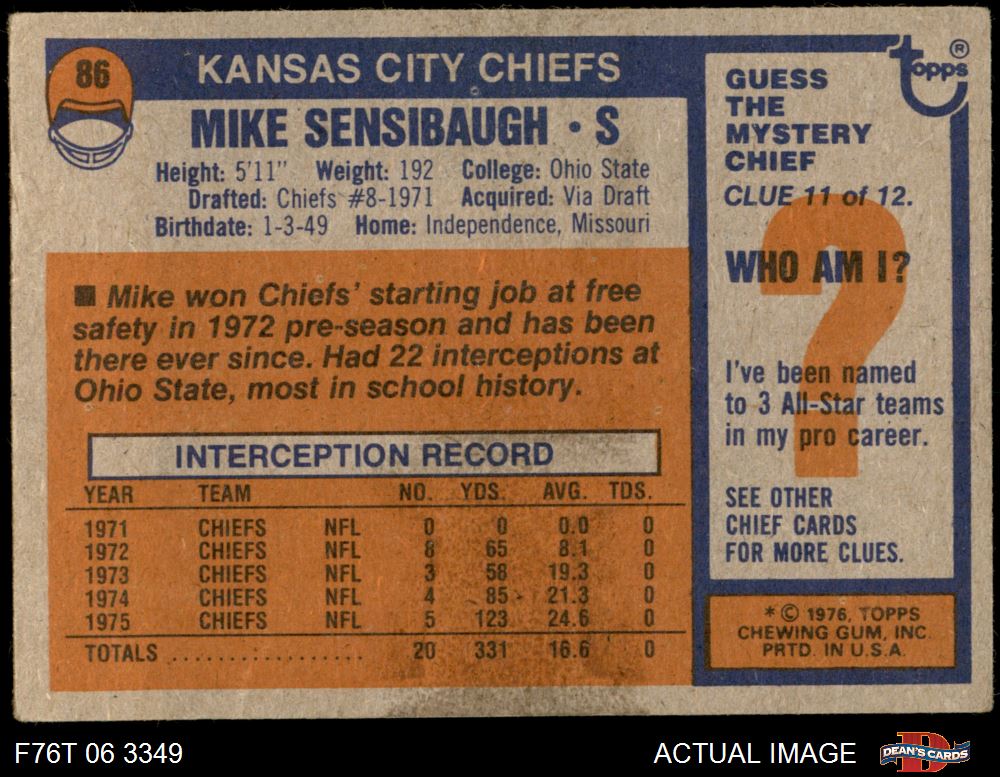 86
KANSAS CITY CHIEFS
MIKE SENSIBAUGH • S
Height: 5'11" Weight: 192 College: Ohio State
Drafted: Chiefs #8-1971 Acquired: Via Draft
Birthdate: 1-3-49 Home: Independence, Missouri
■ Mike won Chiefs' starting job at free
safety in 1972 pre-season and has been
there ever since. Had 22 interceptions at
Ohio State, most in school history.
INTERCEPTION RECORD
YEAR TEAM NO. YDS. AVG. TDS.
1971 CHIEFS NFL 0 0 0.0 0
1972 CHIEFS NFL 8 65 8.1 0
1973 CHIEFS NFL 3 58 19.3 0
1974 CHIEFS NFL 4 85 21.3 0
1975 CHIEFS NFL 5 123 24.6 0
TOTALS .................. 20 331 16.6 0
Topps ®
GUESS
THE
MYSTERY
CHIEF
CLUE 11 of 12.
?
WHO AM I?
I've been named
to 3 All-Star teams
in my pro career.
SEE OTHER
CHIEF CARDS
FOR MORE CLUES.
* © 1976, TOPPS
CHEWING GUM, INC.
PRTD. IN U.S.A.
F76T 06 3349
ACTUAL IMAGE
D
DEAN'S CARDS